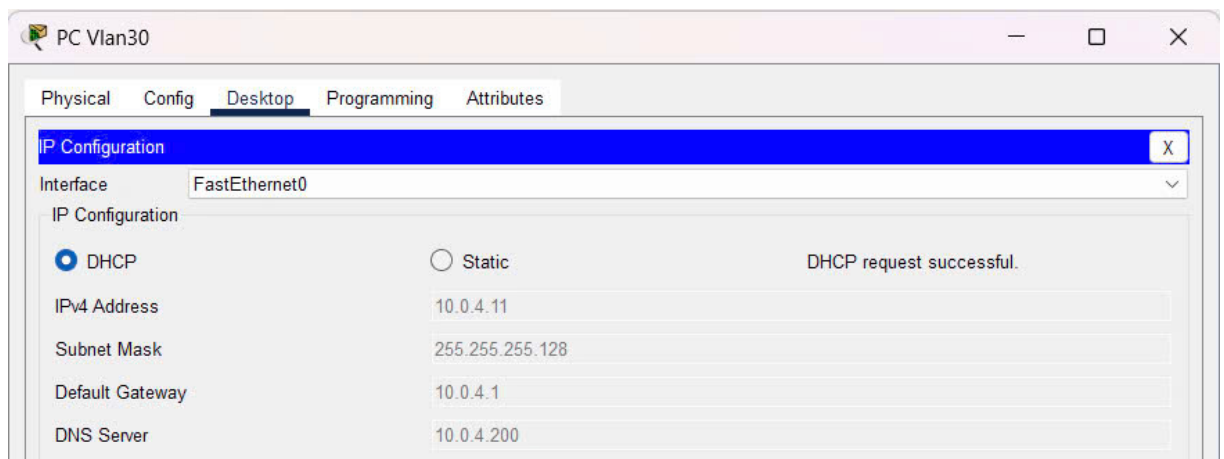 PC Vlan30
Physical Config Desktop Programming Attributes
IP Configuration X
Interface FastEthernet0
IP Configuration
DHCP Static DHCP request successful.
IPv4 Address 10.0.4.11
Subnet Mask 255.255.255.128
Default Gateway 10.0.4.1
DNS Server 10.0.4.200